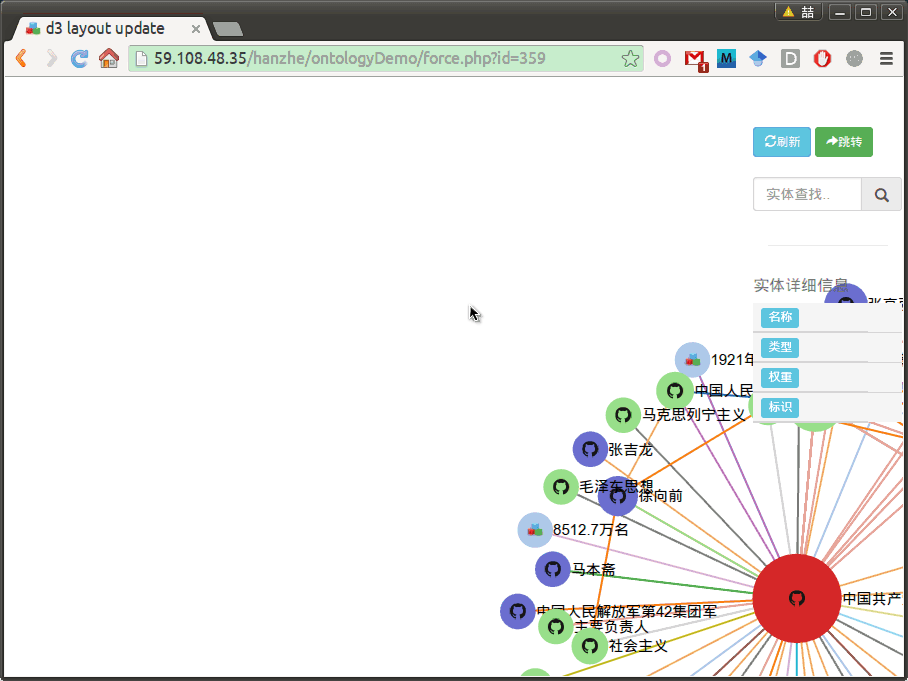 喆
d3 layout update
59.108.48.35/hanzhe/ontologyDemo/force.php?id=359
M
D
1
刷新
跳转
实体查找..
实体详细信息
名称
类型
权重
标识
1921年
中国人民
马克思列宁主义
张吉龙
毛泽东思想
徐向前
8512.7万名
马本斋
中国共产
中国人民解放军第42集团军
主要负责人
社会主义